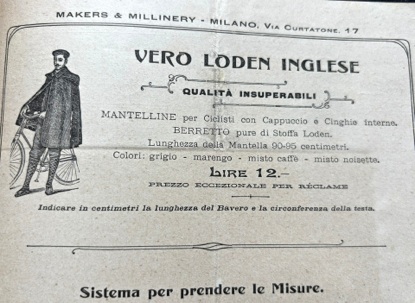 MAKERS & MILLINERY - MILANO, VIA CURTATONE, 17
VERO LODEN INGLESE
QUALITÀ INSUPERABILI
MANTELLINE per Ciclisti con Cappuccio e Cinghie interne.
BERRETTO pure di Stoffa Loden.
Lunghezza della Mantella 90-95 centimetri.
Colori: grigio - marengo - misto caffè - misto noisette.
LIRE 12.-
PREZZO ECCEZIONALE PER RÉCLAME
Indicare in centimetri la lunghezza del Bavero e la circonferenza della testa.
Sistema per prendere le Misure.